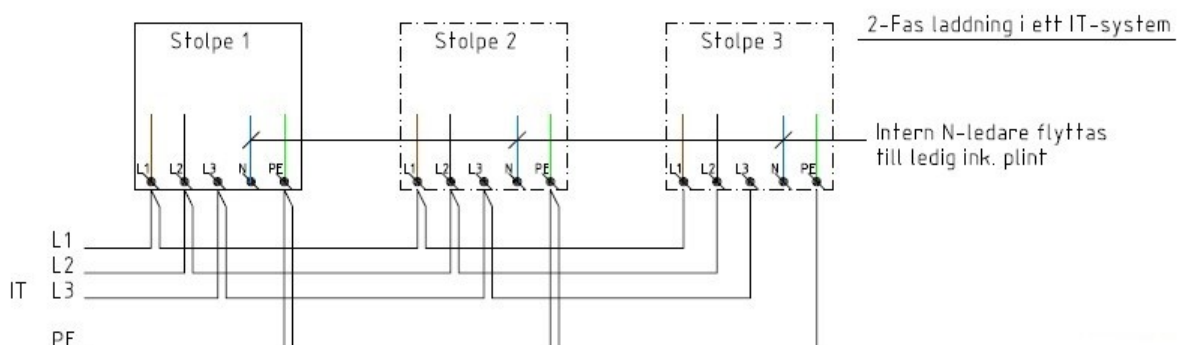 2-Fas laddning i ett IT-system
Stolpe 1
Stolpe 2
Stolpe 3
Intern N-ledare flyttas
till ledig ink. plint
L1 L2 L3 N PE
L1 L2 L3 N PE
L1 L2 L3 N PE
L1
L2
IT L3
PE